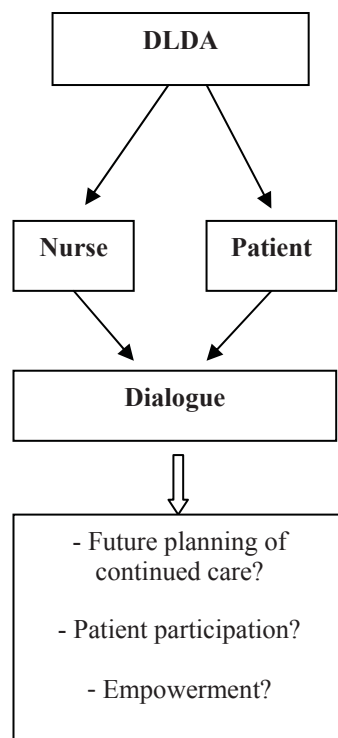 DLDA
Nurse
Patient
Dialogue
- Future planning of
continued care?
- Patient participation?
- Empowerment?